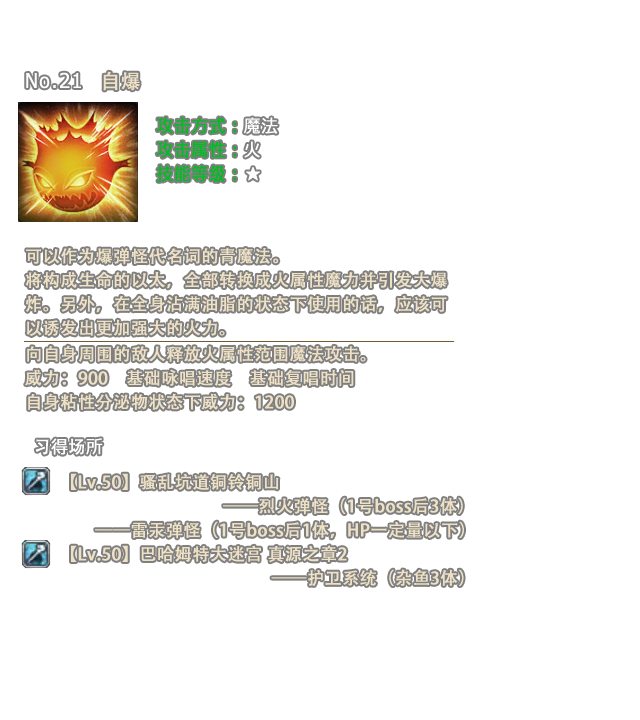 No.21 自爆
攻击方式：魔法
攻击属性：火
技能等级：★
可以作为爆弹怪代名词的青魔法。
将构成生命的以太，全部转换成火属性魔力并引发大爆
炸。另外，在全身沾满油脂的状态下使用的话，应该可
以诱发出更加强大的火力。
向自身周围的敌人释放火属性范围魔法攻击。
威力：900 基础咏唱速度 基础复唱时间
自身粘性分泌物状态下威力：1200
习得场所
【Lv.50】骚乱坑道铜铃铜山
——烈火弹怪（1号boss后3体）
——雷汞弹怪（1号boss后1体，HP一定量以下）
【Lv.50】巴哈姆特大迷宫 真源之章2
——护卫系统（杂鱼3体）